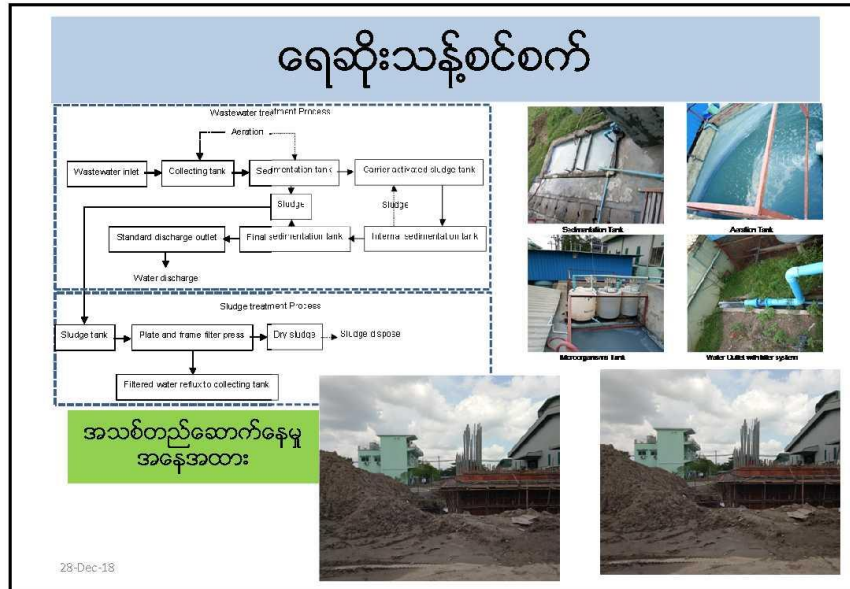 ရေဆိုးသန့်စင်စက်
Wastewater treatment Process
Aeration
Wastewater inlet
Collecting tank
Sedimentation tank
Carrier activated sludge tank
Sludge
Sludge
Standard discharge outlet
Final sedimentation tank
Internal sedimentation tank
Water discharge
Sludge treatment Process
Sludge tank
Plate and frame filter press
Dry sludge
Sludge dispose
Filtered water reflux to collecting tank
Sedimentation Tank
Aeration Tank
Microorganisms Tank
Water Outlet with filter system
အသစ်တည်ဆောက်နေမှု
အနေအထား
28-Dec-18